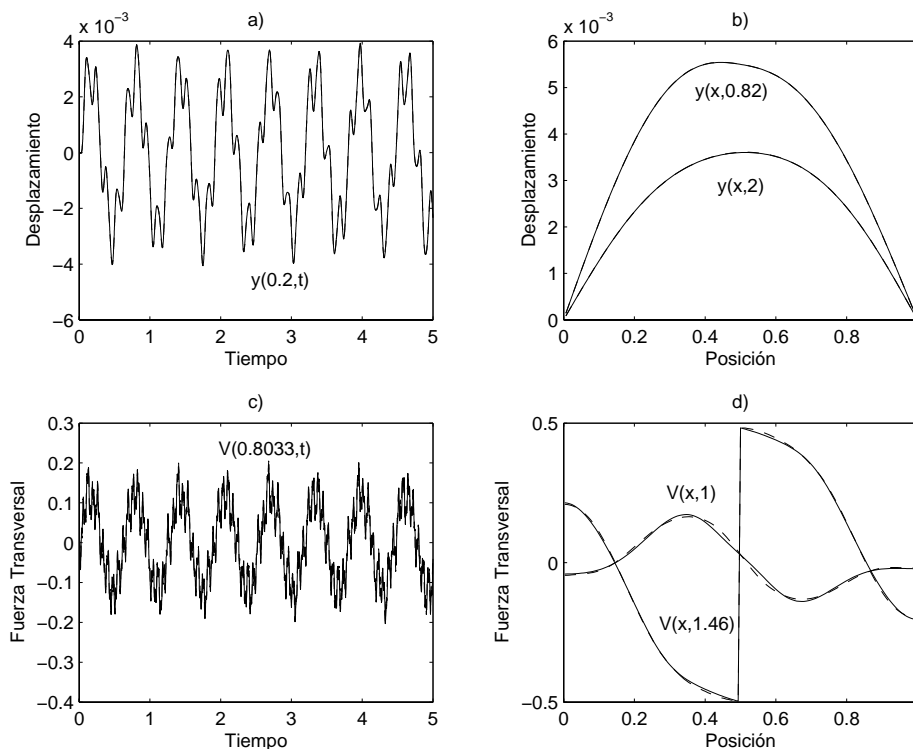 a)
x 10⁻³
4
2
0
−2
−4
−6
Desplazamiento
y(0.2,t)
0 1 2 3 4 5
Tiempo
b)
x 10⁻³
6
5
4
3
2
1
0
Desplazamiento
y(x,0.82)
y(x,2)
0 0.2 0.4 0.6 0.8
Posición
c)
0.3
0.2
0.1
0
−0.1
−0.2
−0.3
−0.4
Fuerza Transversal
V(0.8033,t)
0 1 2 3 4 5
Tiempo
d)
0.5
0
−0.5
Fuerza Transversal
V(x,1)
V(x,1.46)
0 0.2 0.4 0.6 0.8
Posición